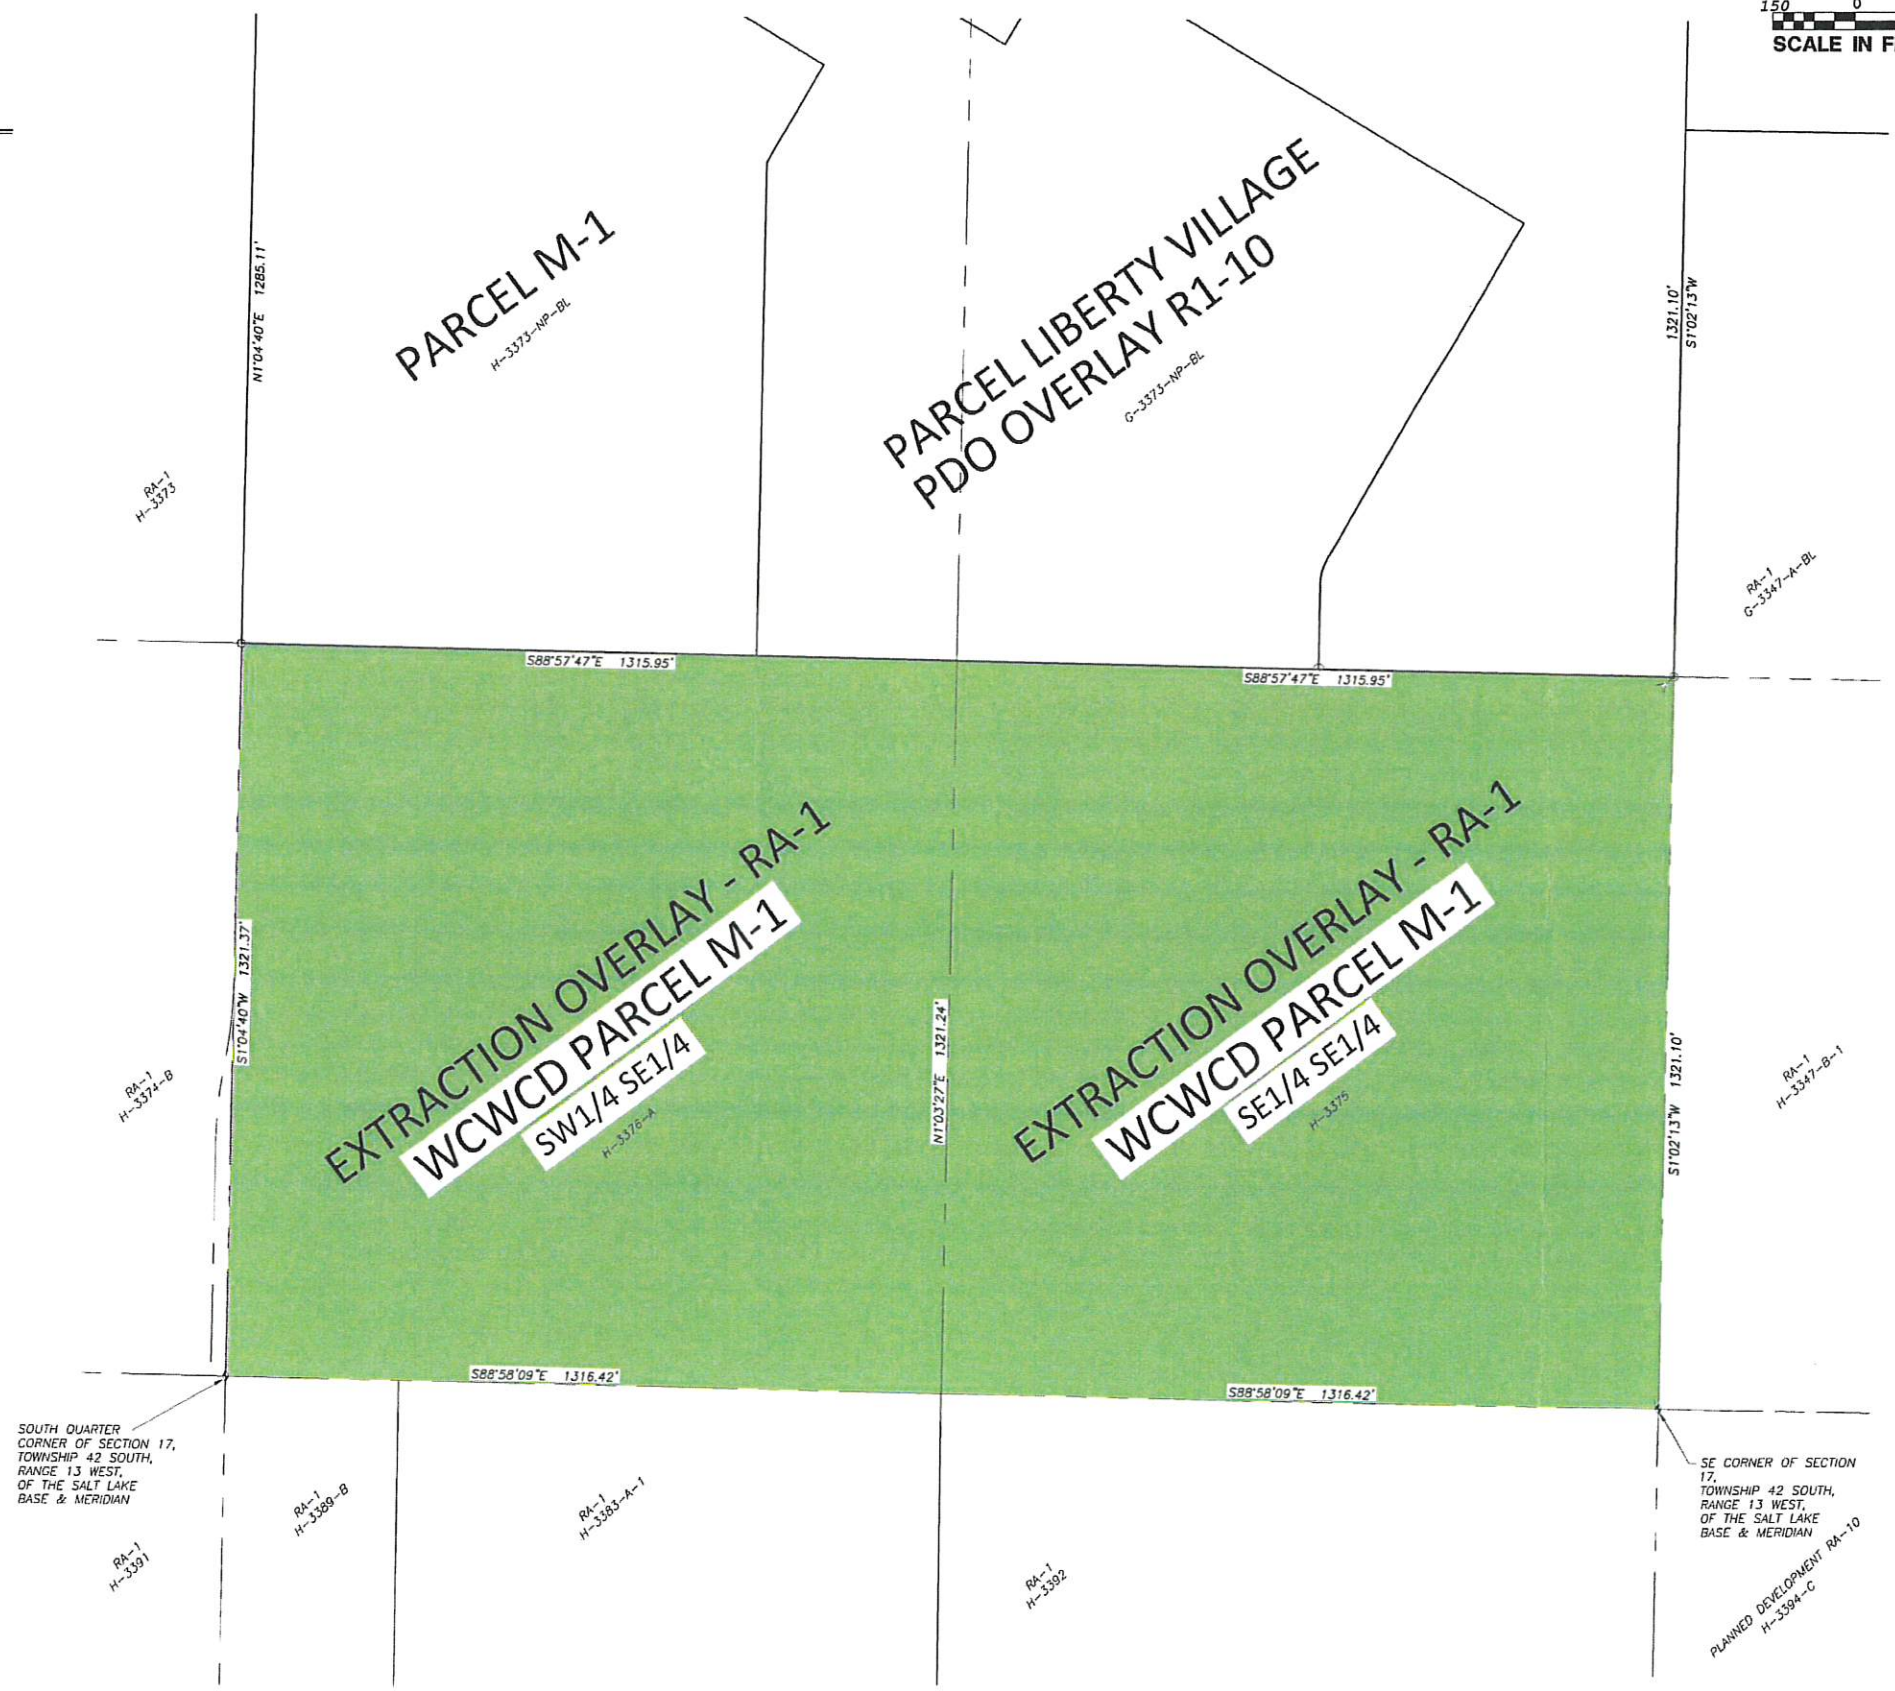 150 0
SCALE IN F
N1°04'40"E 1285.11'
PARCEL M-1
H-3373-NP-BL
PARCEL LIBERTY VILLAGE
PDO OVERLAY R1-10
G-3373-NP-BL
1321.10'
S1°02'13"W
RA-1
H-3373
RA-1
G-3347-A-BL
S88°57'47"E 1315.95'
S88°57'47"E 1315.95'
S1°04'40"W 1321.37'
EXTRACTION OVERLAY - RA-1
WCWCD PARCEL M-1
SW1/4 SE1/4
H-3376-A
N1°03'27"E 1321.24'
EXTRACTION OVERLAY - RA-1
WCWCD PARCEL M-1
SE1/4 SE1/4
H-3375
S1°02'13"W 1321.10'
RA-1
H-3374-B
RA-1
H-3347-B-1
S88°58'09"E 1316.42'
S88°58'09"E 1316.42'
SOUTH QUARTER
CORNER OF SECTION 17,
TOWNSHIP 42 SOUTH,
RANGE 13 WEST,
OF THE SALT LAKE
BASE & MERIDIAN
SE CORNER OF SECTION
17,
TOWNSHIP 42 SOUTH,
RANGE 13 WEST,
OF THE SALT LAKE
BASE & MERIDIAN
RA-1
H-3391
RA-1
H-3389-B
RA-1
H-3383-A-1
RA-1
H-3392
PLANNED DEVELOPMENT RA-10
H-3394-C